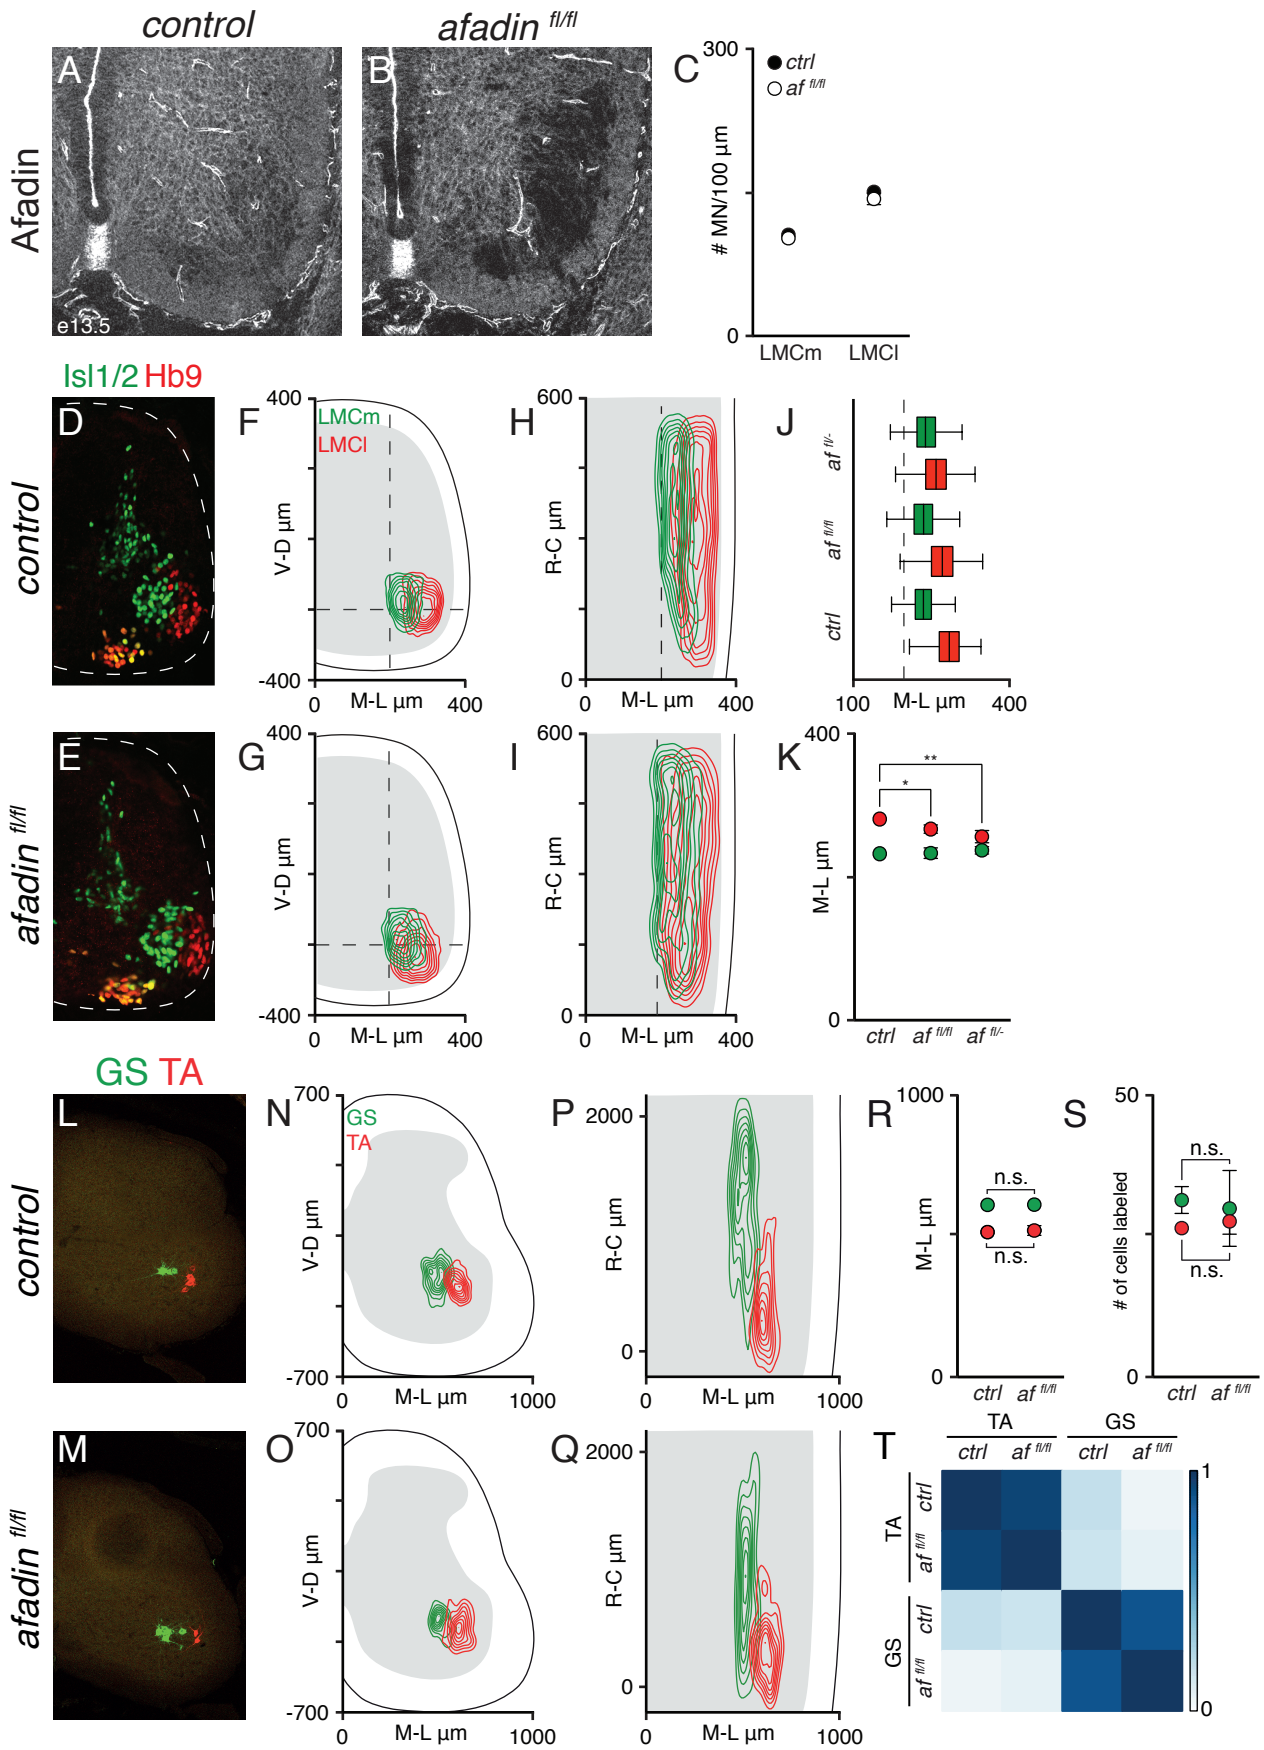 control
afadin fl/fl
Afadin
A
e13.5
B
C
300
ctrl
af fl/fl
# MN/100 µm
0
LMCm
LMCl
Isl1/2 Hb9
control
D
F
400
LMCm
LMCl
V-D µm
-400
0
M-L µm
400
H
600
R-C µm
0
0
M-L µm
400
J
af fl/-
af fl/fl
ctrl
100
M-L µm
400
afadin fl/fl
E
G
400
V-D µm
-400
0
M-L µm
400
I
600
R-C µm
0
0
M-L µm
400
K
400
**
*
M-L µm
0
ctrl
af fl/fl
af fl/-
GS TA
control
L
N
700
GS
TA
V-D µm
-700
0
M-L µm
1000
P
2000
R-C µm
0
0
M-L µm
1000
R
1000
n.s.
M-L µm
n.s.
0
ctrl
af fl/fl
S
50
n.s.
# of cells labeled
n.s.
0
ctrl
af fl/fl
afadin fl/fl
M
O
700
V-D µm
-700
0
M-L µm
1000
Q
2000
R-C µm
0
0
M-L µm
1000
T
TA
GS
ctrl
af fl/fl
ctrl
af fl/fl
TA
ctrl
af fl/fl
GS
ctrl
af fl/fl
1
0